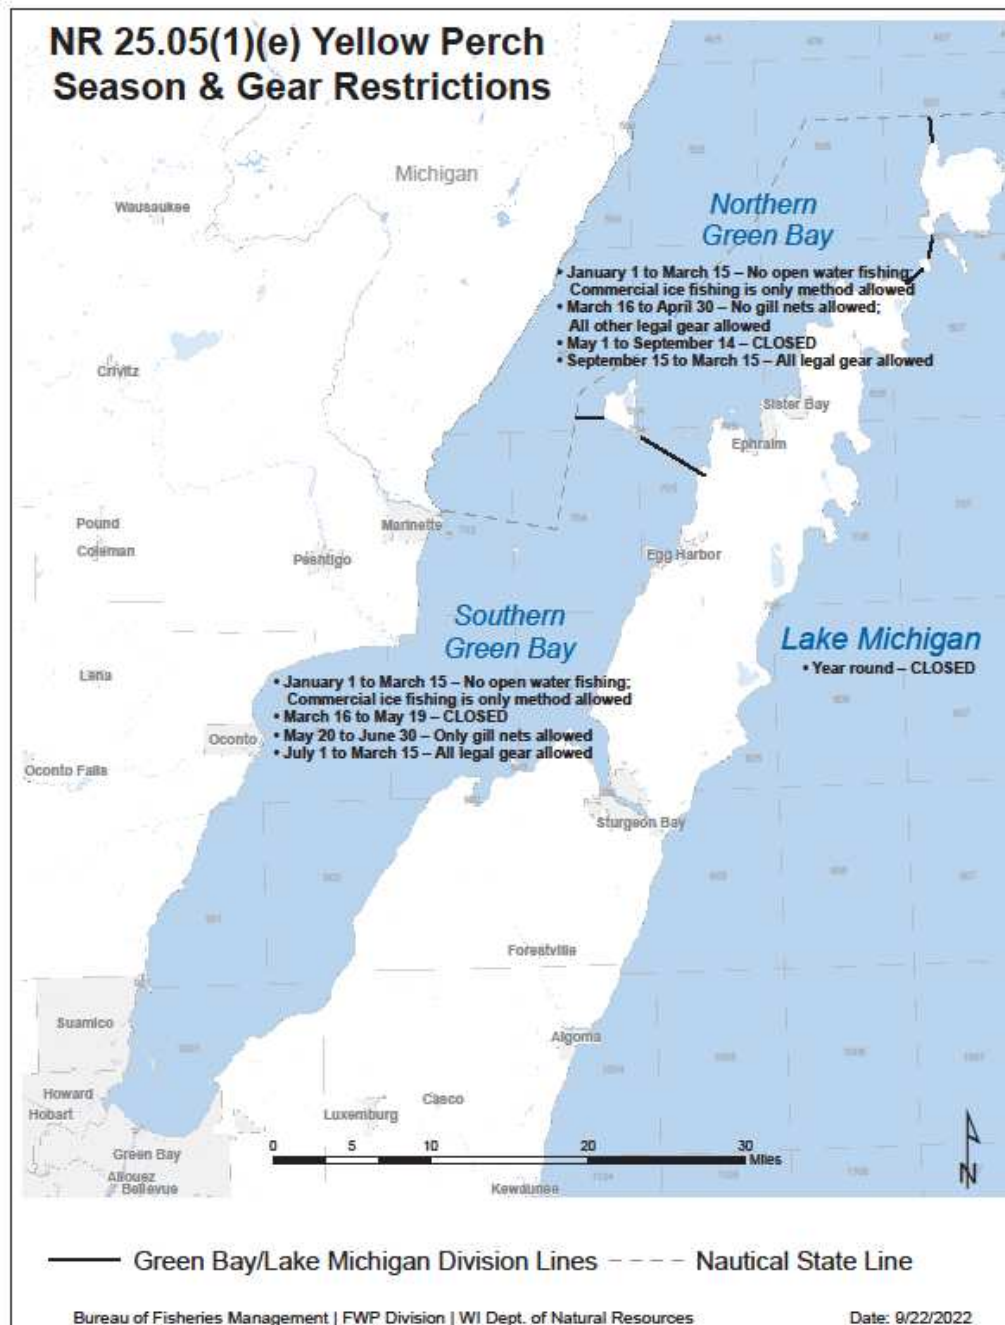 NR 25.05(1)(e) Yellow Perch
Season & Gear Restrictions
Michigan
Wausaukee
Northern
Green Bay
• January 1 to March 15 – No open water fishing;
Commercial ice fishing is only method allowed
• March 16 to April 30 – No gill nets allowed;
All other legal gear allowed
• May 1 to September 14 – CLOSED
• September 15 to March 15 – All legal gear allowed
Crivitz
Sister Bay
Ephraim
Pound
Coleman
Marinette
Peshtigo
Egg Harbor
Southern
Green Bay
• January 1 to March 15 – No open water fishing;
Commercial ice fishing is only method allowed
• March 16 to May 19 – CLOSED
• May 20 to June 30 – Only gill nets allowed
• July 1 to March 15 – All legal gear allowed
Lake Michigan
• Year round – CLOSED
Lena
Oconto
Oconto Falls
Sturgeon Bay
Forestville
Suamico
Algoma
Howard
Hobart
Casco
Luxemburg
Green Bay
Allouez
Bellevue
Kewaunee
0 5 10 20 30
Miles
N
Green Bay/Lake Michigan Division Lines
Nautical State Line
Bureau of Fisheries Management | FWP Division | WI Dept. of Natural Resources
Date: 9/22/2022